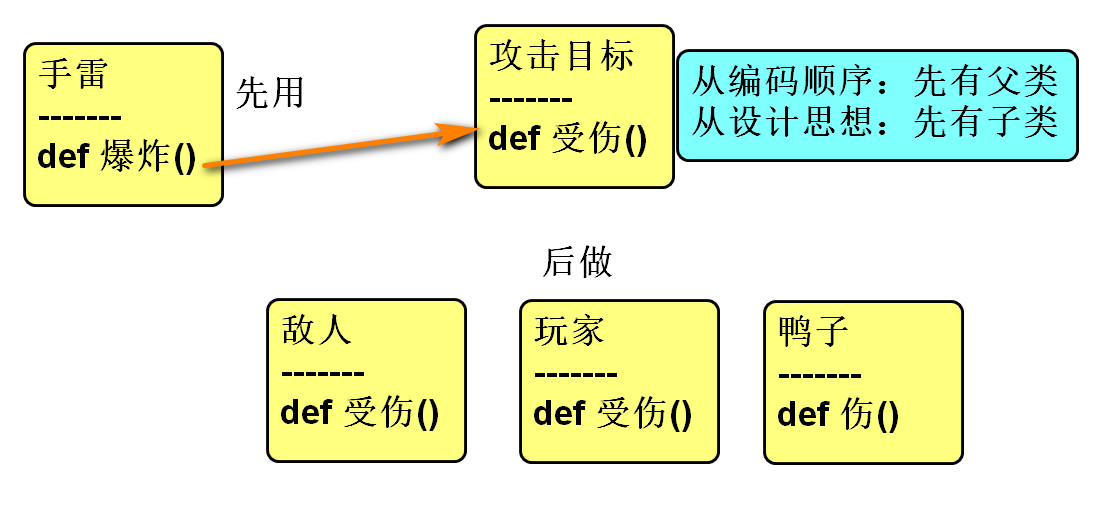 手雷
-------
def 爆炸()
先用
攻击目标
-------
def 受伤()
从编码顺序：先有父类
从设计思想：先有子类
后做
敌人
-------
def 受伤()
玩家
-------
def 受伤()
鸭子
-------
def 伤()